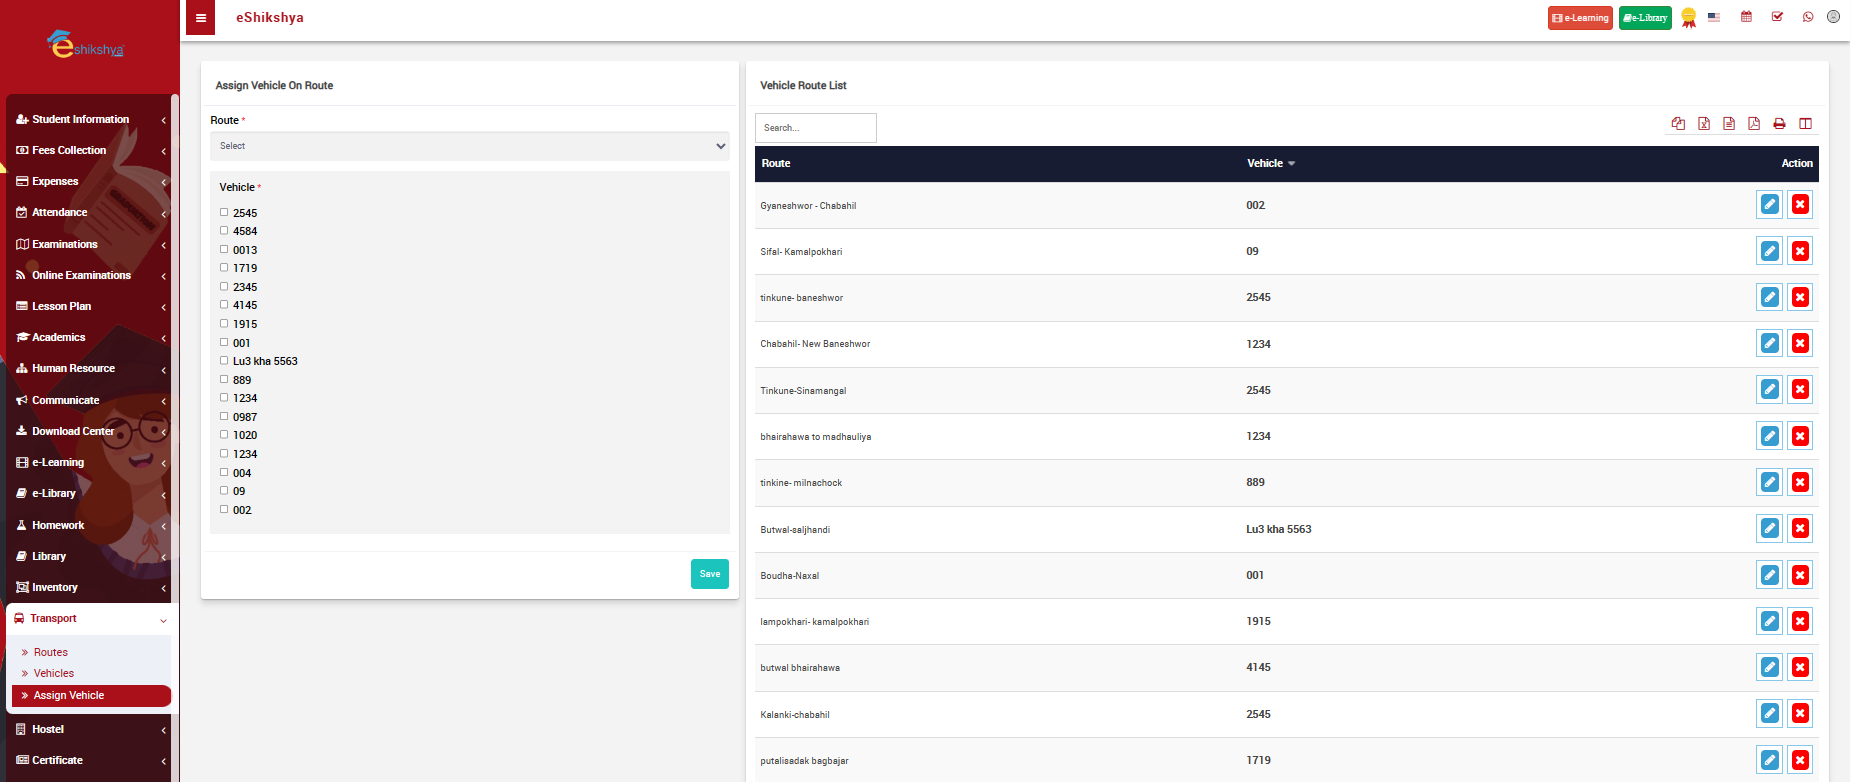 eshikshya
eShikshya
e-Learning
e-Library
Student Information
Fees Collection
Expenses
Attendance
Examinations
Online Examinations
Lesson Plan
Academics
Human Resource
Communicate
Download Center
e-Learning
e-Library
Homework
Library
Inventory
Transport
Routes
Vehicles
Assign Vehicle
Hostel
Certificate
Assign Vehicle On Route
Route *
Select
Vehicle *
2545
4584
0013
1719
2345
4145
1915
001
Lu3 kha 5563
889
1234
0987
1020
1234
004
09
002
Save
Vehicle Route List
Search...
Route Vehicle Action
Gyaneshwor - Chabahil 002
Sifal- Kamalpokhari 09
tinkune- baneshwor 2545
Chabahil- New Baneshwor 1234
Tinkune-Sinamangal 2545
bhairahawa to madhauliya 1234
tinkine- milnachock 889
Butwal-saljhandi Lu3 kha 5563
Boudha-Naxal 001
lampokhari- kamalpokhari 1915
butwal bhairahawa 4145
Kalanki-chabahil 2545
putalisadak bagbajar 1719